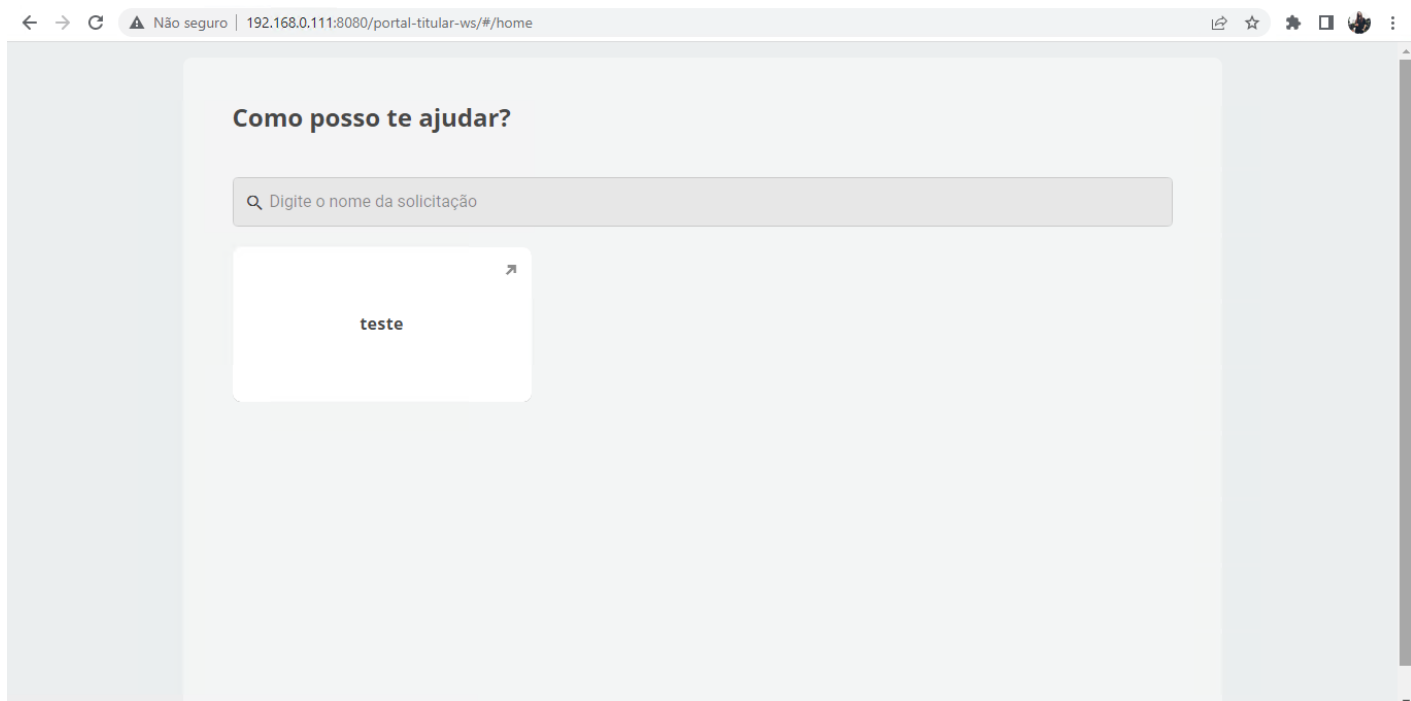 Não seguro | 192.168.0.111:8080/portal-titular-ws/#/home
Como posso te ajudar?
Digite o nome da solicitação
teste